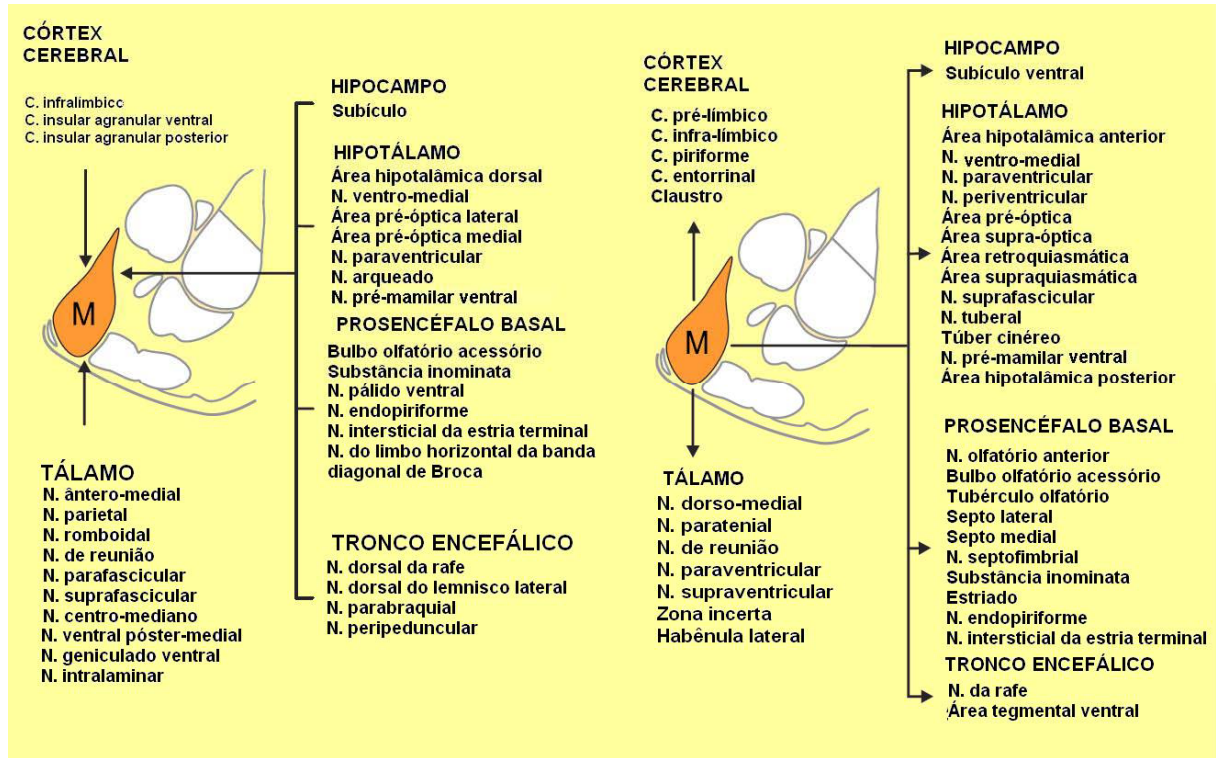 CÓRTEX
CEREBRAL
C. infralímbico
C. insular agranular ventral
C. insular agranular posterior
M
TÁLAMO
N. ântero-medial
N. parietal
N. romboidal
N. de reunião
N. parafascicular
N. suprafascicular
N. centro-mediano
N. ventral póster-medial
N. geniculado ventral
N. intralaminar
HIPOCAMPO
Subículo
HIPOTÁLAMO
Área hipotalâmica dorsal
N. ventro-medial
Área pré-óptica lateral
Área pré-óptica medial
N. paraventricular
N. arqueado
N. pré-mamilar ventral
PROSENCÉFALO BASAL
Bulbo olfatório acessório
Substância inominata
N. pálido ventral
N. endopiriforme
N. intersticial da estria terminal
N. do limbo horizontal da banda
diagonal de Broca
TRONCO ENCEFÁLICO
N. dorsal da rafe
N. dorsal do lemnisco lateral
N. parabraquial
N. peripeduncular
CÓRTEX
CEREBRAL
C. pré-límbico
C. infra-límbico
C. piriforme
C. entorrinal
Claustro
M
TÁLAMO
N. dorso-medial
N. paratenial
N. de reunião
N. paraventricular
N. supraventricular
Zona incerta
Habênula lateral
HIPOCAMPO
Subículo ventral
HIPOTÁLAMO
Área hipotalâmica anterior
N. ventro-medial
N. paraventricular
N. periventricular
Área pré-óptica
Área supra-óptica
Área retroquiasmática
Área supraquiasmática
N. suprafascicular
N. tuberal
Túber cinéreo
N. pré-mamilar ventral
Área hipotalâmica posterior
PROSENCÉFALO BASAL
N. olfatório anterior
Bulbo olfatório acessório
Tubérculo olfatório
Septo lateral
Septo medial
N. septofimbrial
Substância inominata
Estriado
N. endopiriforme
N. intersticial da estria terminal
TRONCO ENCEFÁLICO
N. da rafe
Área tegmental ventral